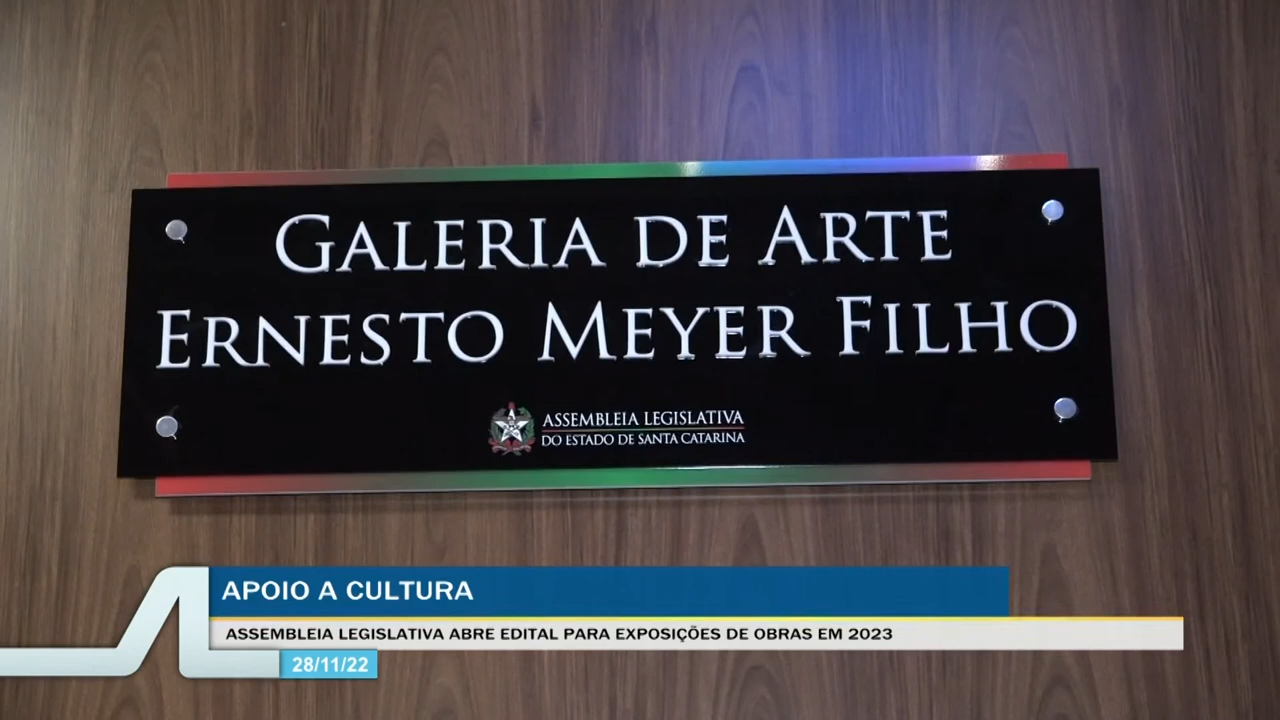 GALERIA DE ARTE
ERNESTO MEYER FILHO
ASSEMBLEIA LEGISLATIVA
DO ESTADO DE SANTA CATARINA
APOIO A CULTURA
ASSEMBLEIA LEGISLATIVA ABRE EDITAL PARA EXPOSIÇÕES DE OBRAS EM 2023
28/11/22